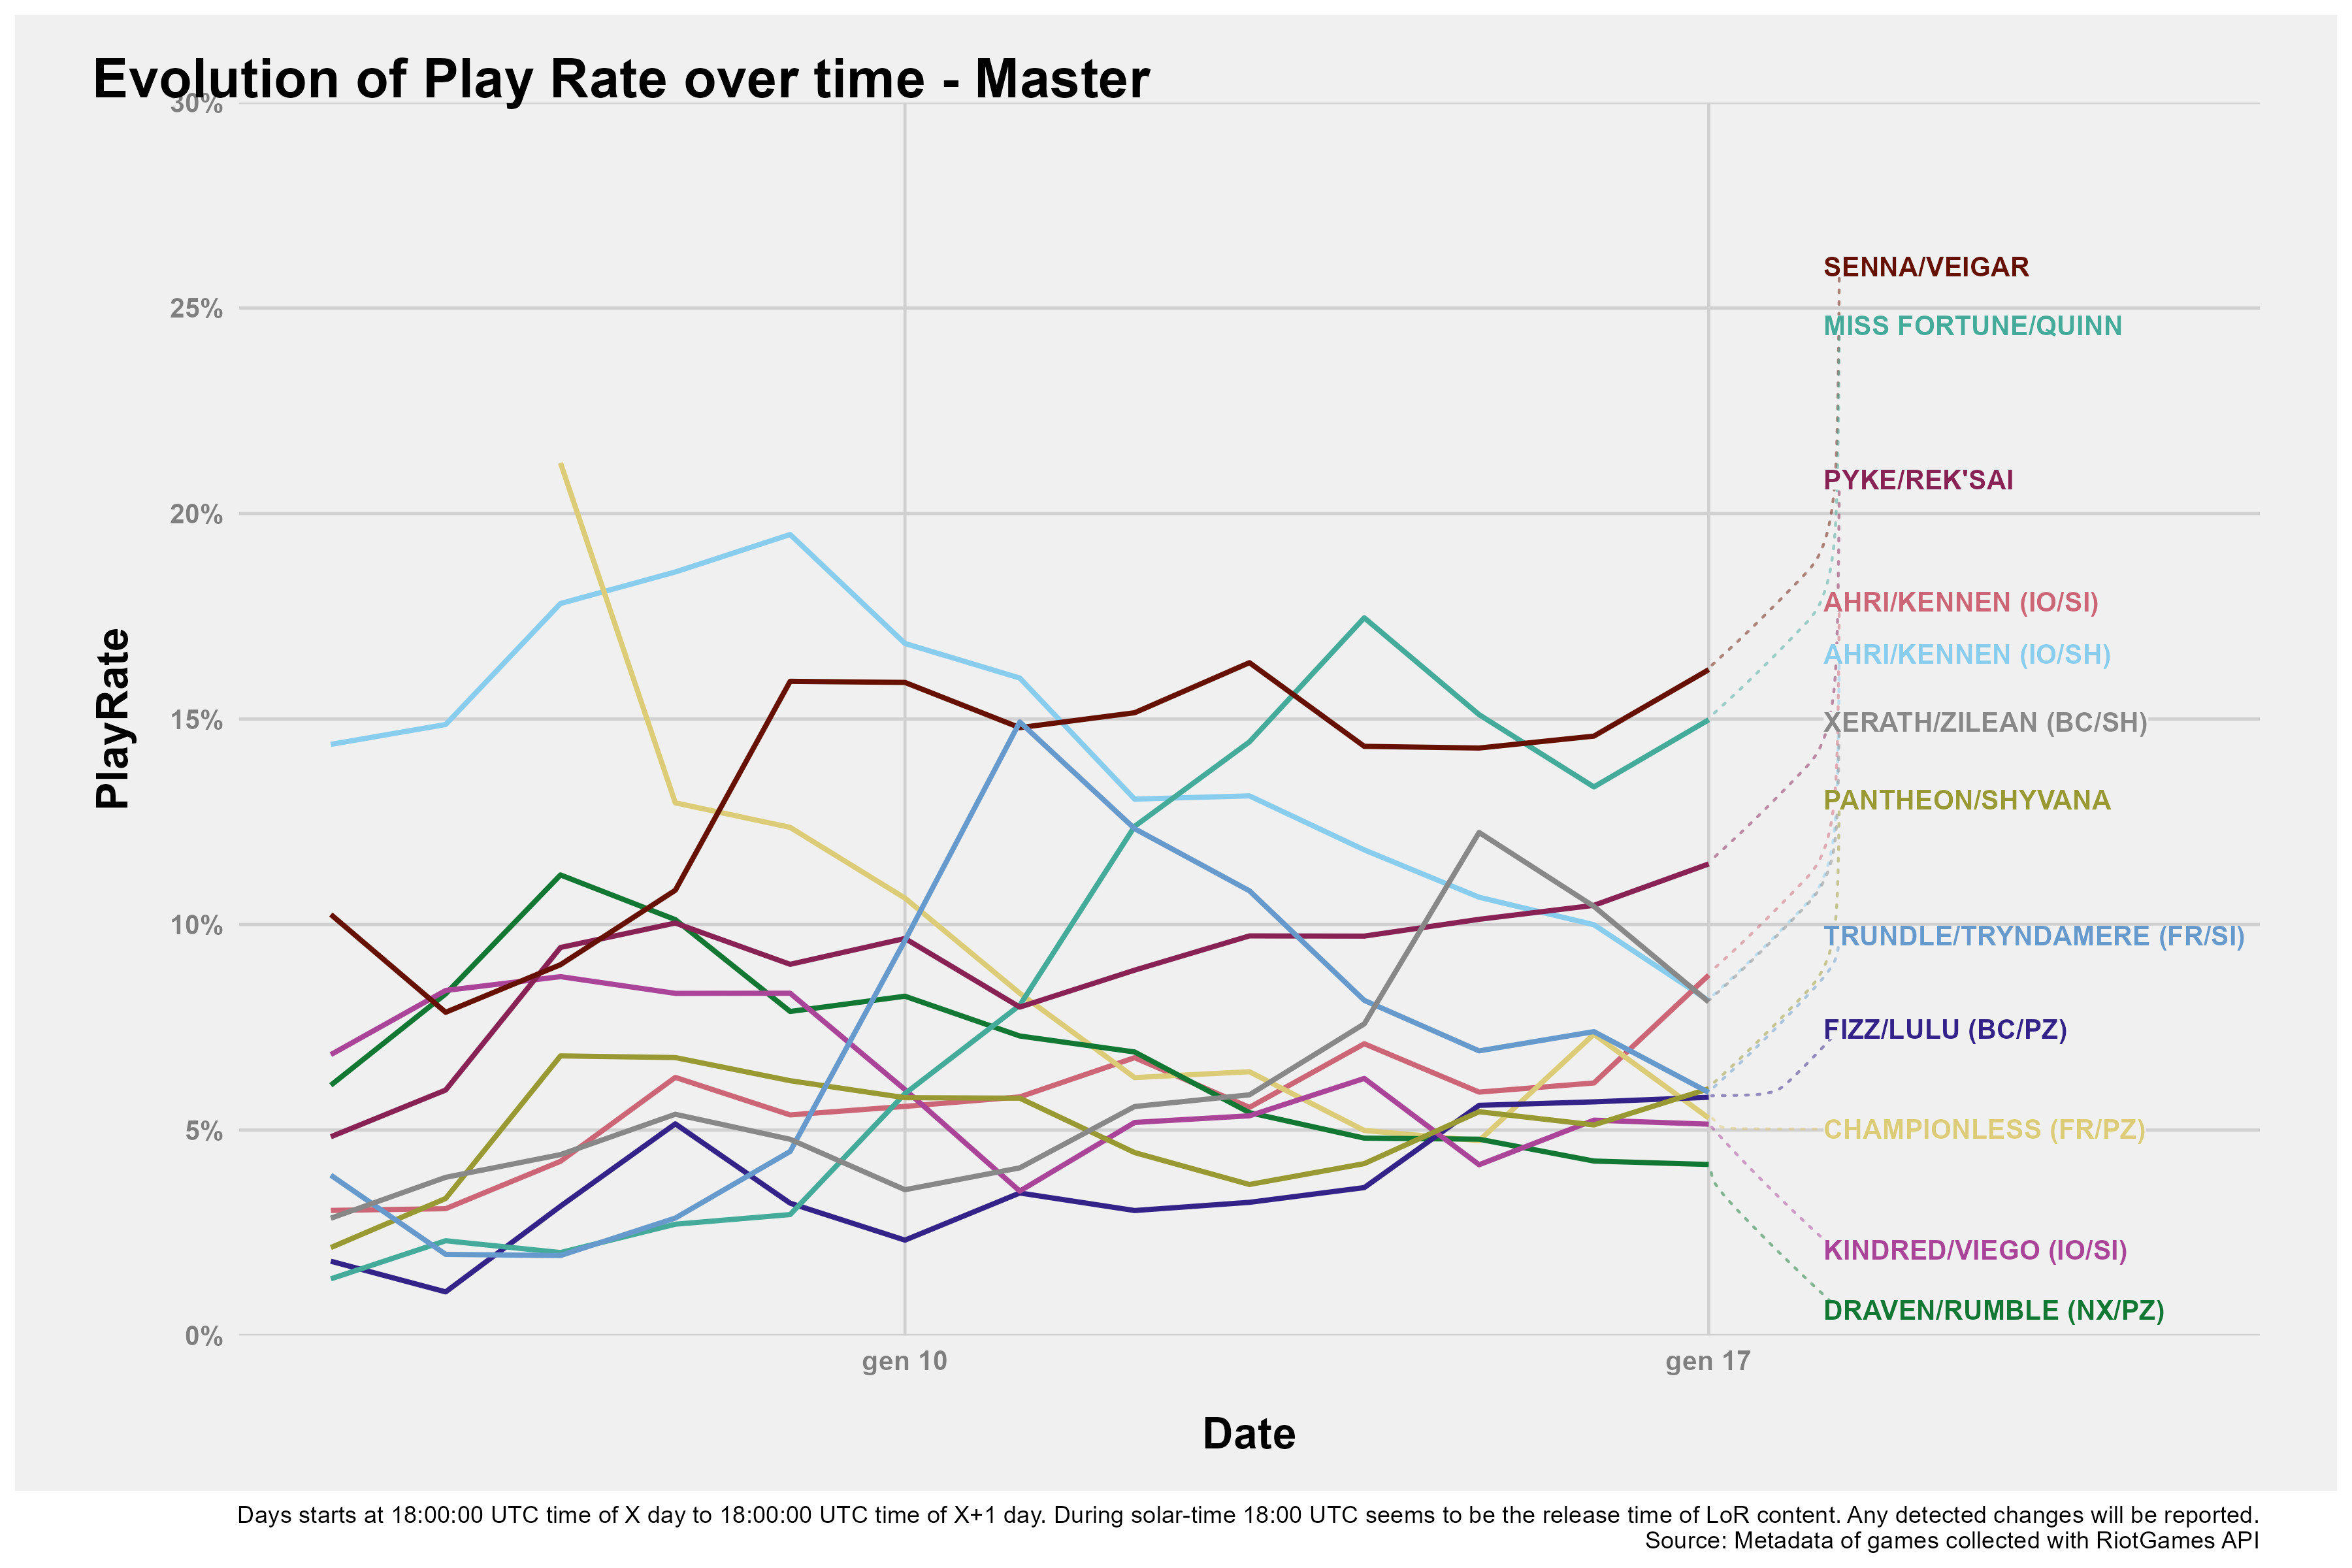 Evolution of Play Rate over time - Master
30%
25%
20%
15%
10%
5%
0%
PlayRate
SENNA/VEIGAR
MISS FORTUNE/QUINN
PYKE/REK'SAI
AHRI/KENNEN (IO/SI)
AHRI/KENNEN (IO/SH)
XERATH/ZILEAN (BC/SH)
PANTHEON/SHYVANA
TRUNDLE/TRYNDAMERE (FR/SI)
FIZZ/LULU (BC/PZ)
CHAMPIONLESS (FR/PZ)
KINDRED/VIEGO (IO/SI)
DRAVEN/RUMBLE (NX/PZ)
gen 10
gen 17
Date
Days starts at 18:00:00 UTC time of X day to 18:00:00 UTC time of X+1 day. During solar-time 18:00 UTC seems to be the release time of LoR content. Any detected changes will be reported.
Source: Metadata of games collected with RiotGames API